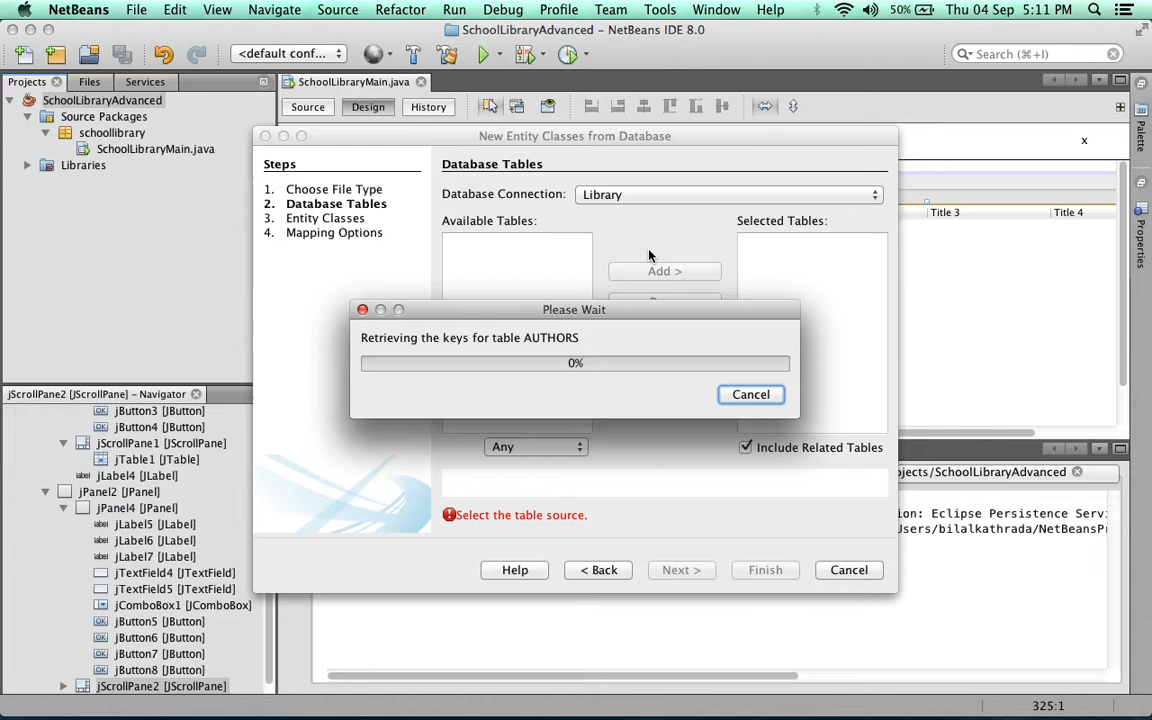 NetBeans File Edit View Navigate Source Refactor Run Debug Profile Team Tools Window Help 50% Thu 04 Sep 5:11 PM
SchoolLibraryAdvanced - NetBeans IDE 8.0
<default conf... Search (⌘+I)
Projects Files Services SchoolLibraryMain.java
SchoolLibraryAdvanced
Source Packages
schoollibrary
SchoolLibraryMain.java
Libraries
Source Design History
Palette
Properties
x
Title 3 Title 4
New Entity Classes from Database
Steps
1. Choose File Type
2. Database Tables
3. Entity Classes
4. Mapping Options
Database Tables
Database Connection: Library
Available Tables: Selected Tables:
Add >
Please Wait
Retrieving the keys for table AUTHORS
0%
Cancel
Any Include Related Tables
Select the table source.
Help < Back Next > Finish Cancel
jScrollPane2 [JScrollPane] - Navigator
jButton3 [JButton]
jButton4 [JButton]
jScrollPane1 [JScrollPane]
jTable1 [JTable]
jLabel4 [JLabel]
jPanel2 [JPanel]
jPanel4 [JPanel]
jLabel5 [JLabel]
jLabel6 [JLabel]
jLabel7 [JLabel]
jTextField4 [JTextField]
jTextField5 [JTextField]
jComboBox1 [JComboBox]
jButton5 [JButton]
jButton6 [JButton]
jButton7 [JButton]
jButton8 [JButton]
jScrollPane2 [JScrollPane]
ojects/SchoolLibraryAdvanced
ion: Eclipse Persistence Servi
Users/bilalkathrada/NetBeansPr
325:1